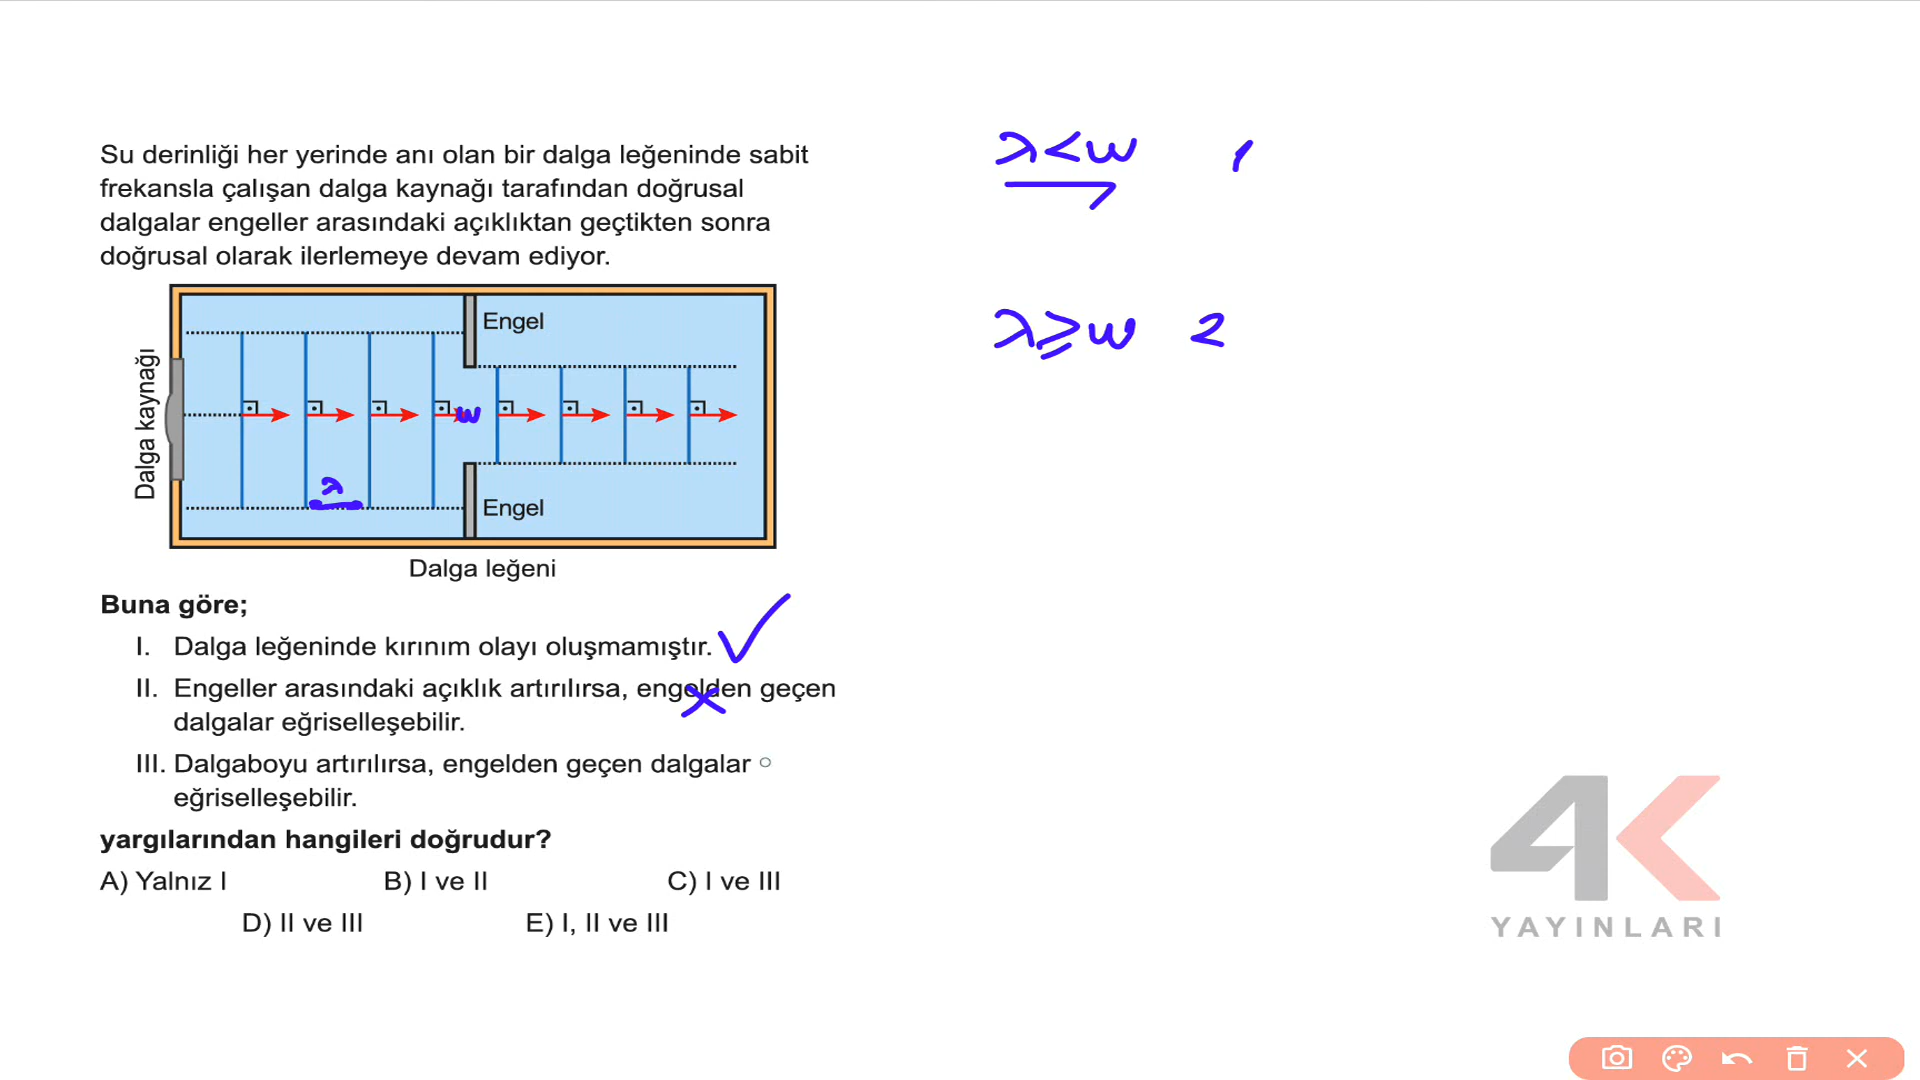 Su derinliği her yerinde anı olan bir dalga leğeninde sabit
frekansla çalışan dalga kaynağı tarafından doğrusal
dalgalar engeller arasındaki açıklıktan geçtikten sonra
doğrusal olarak ilerlemeye devam ediyor.
Engel
Dalga kaynağı
w
λ
Engel
Dalga leğeni
Buna göre;
I. Dalga leğeninde kırınım olayı oluşmamıştır.
II. Engeller arasındaki açıklık artırılırsa, engelden geçen
dalgalar eğriselleşebilir.
III. Dalgaboyu artırılırsa, engelden geçen dalgalar
eğriselleşebilir.
yargılarından hangileri doğrudur?
A) Yalnız I B) I ve II C) I ve III
D) II ve III E) I, II ve III
λ<w 1
λ≥w 2
4K
YAYINLARI